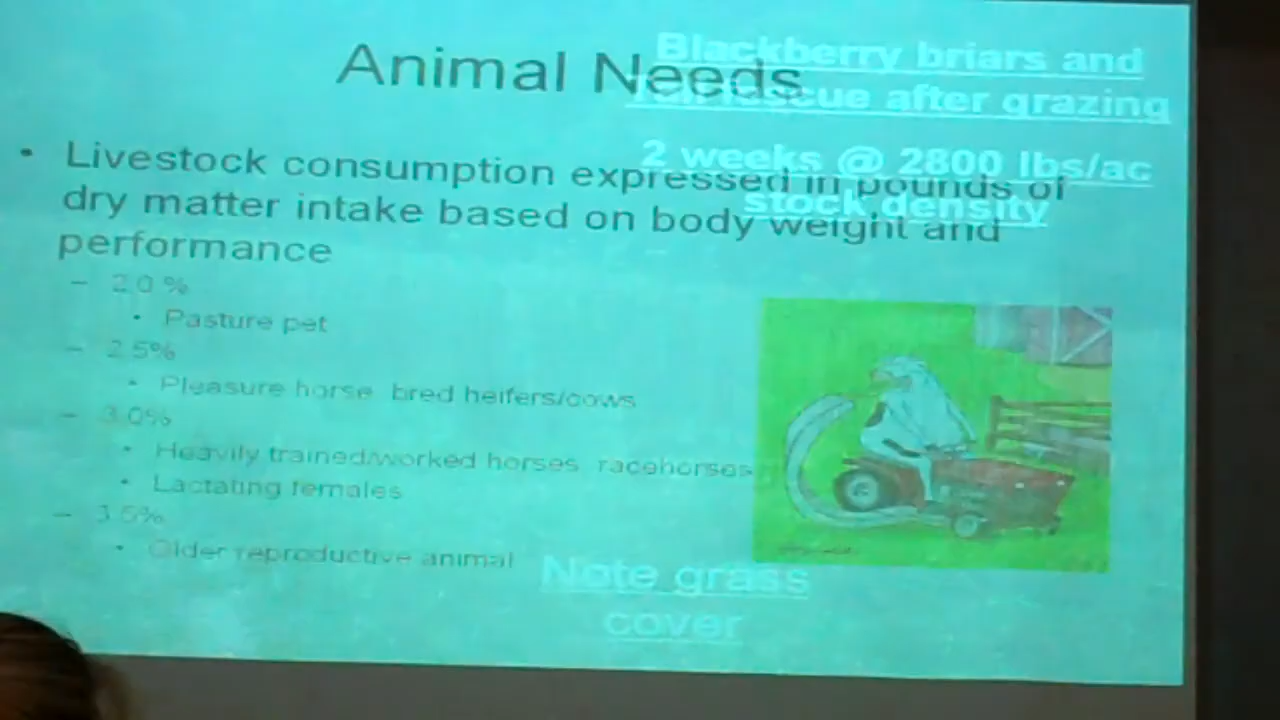 Animal Needs
Blackberry briars and
fescue after grazing
2 weeks @ 2800 lbs/ac
stock density
• Livestock consumption expressed in pounds of
dry matter intake based on body weight and
performance
– 2.0 %
• Pasture pet
– 2.5%
• Pleasure horse bred heifers/cows
– 3.0%
• Heavily trained/worked horses racehorses
• Lactating females
– 3.5%
• Older reproductive animal
Note grass
cover